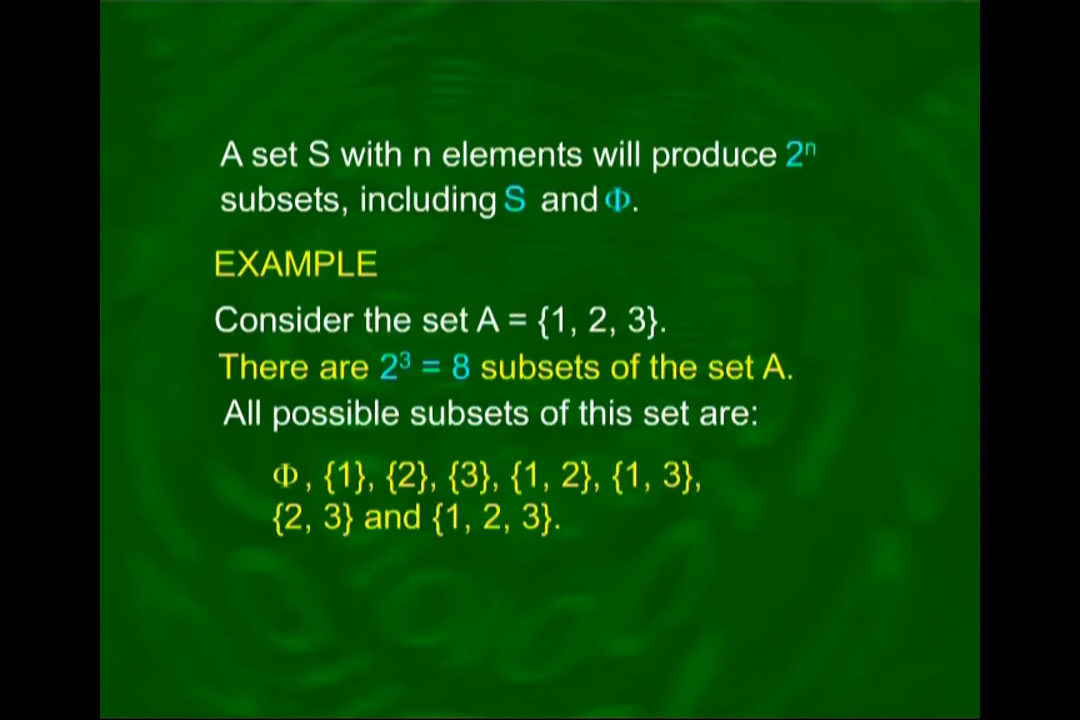 A set S with n elements will produce 2ⁿ
subsets, including S and Φ.
EXAMPLE
Consider the set A = {1, 2, 3}.
There are 2³ = 8 subsets of the set A.
All possible subsets of this set are:
Φ, {1}, {2}, {3}, {1, 2}, {1, 3},
{2, 3} and {1, 2, 3}.